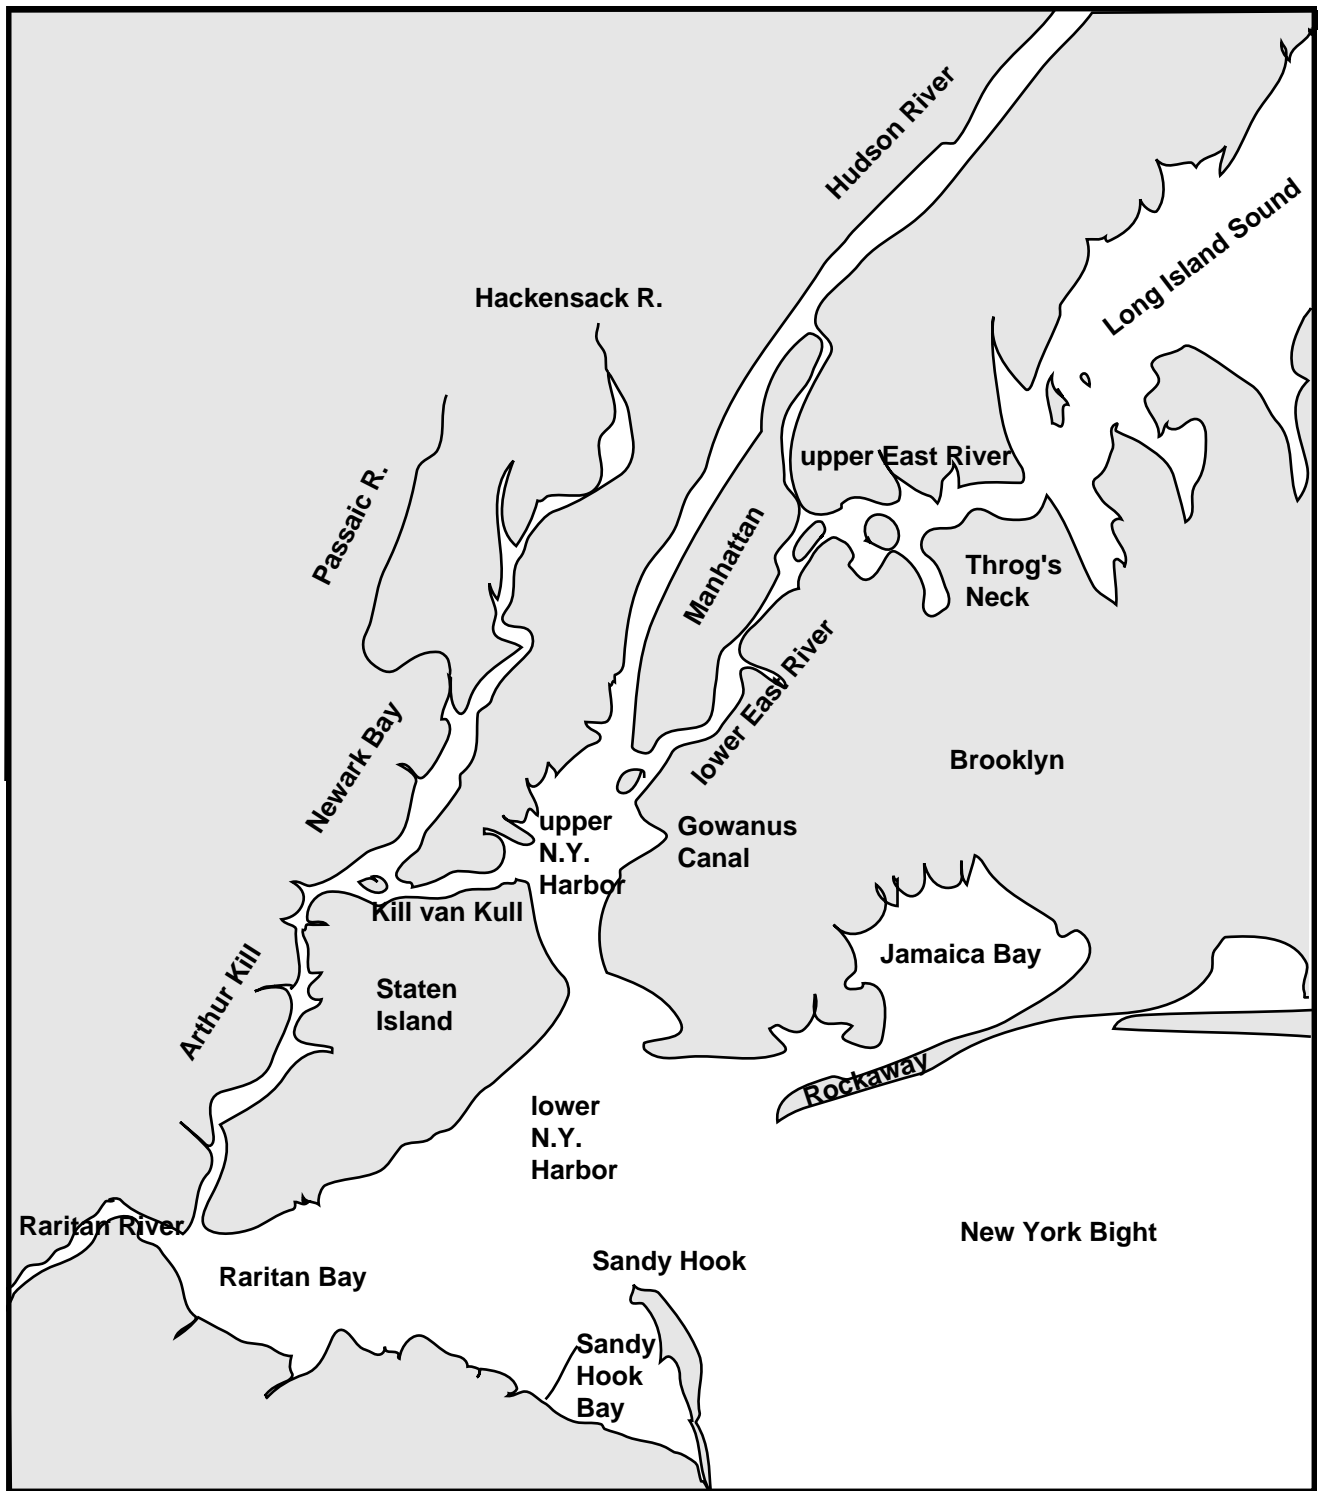 Hudson River
Long Island Sound
Hackensack R.
upper East River
Passaic R.
Manhattan
Throg's
Neck
lower East River
Newark Bay
Brooklyn
upper
N.Y.
Harbor
Gowanus
Canal
Kill van Kull
Jamaica Bay
Arthur Kill
Staten
Island
Rockaway
lower
N.Y.
Harbor
Raritan River
New York Bight
Sandy Hook
Raritan Bay
Sandy
Hook
Bay